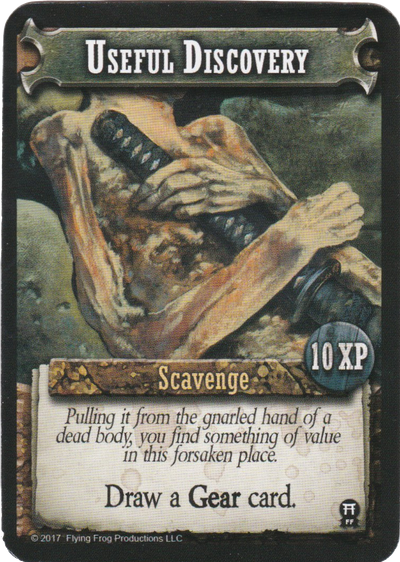 Useful Discovery
10 XP
Scavenge
Pulling it from the gnarled hand of a
dead body, you find something of value
in this forsaken place.
Draw a Gear card.
FF
© 2017 Flying Frog Productions LLC